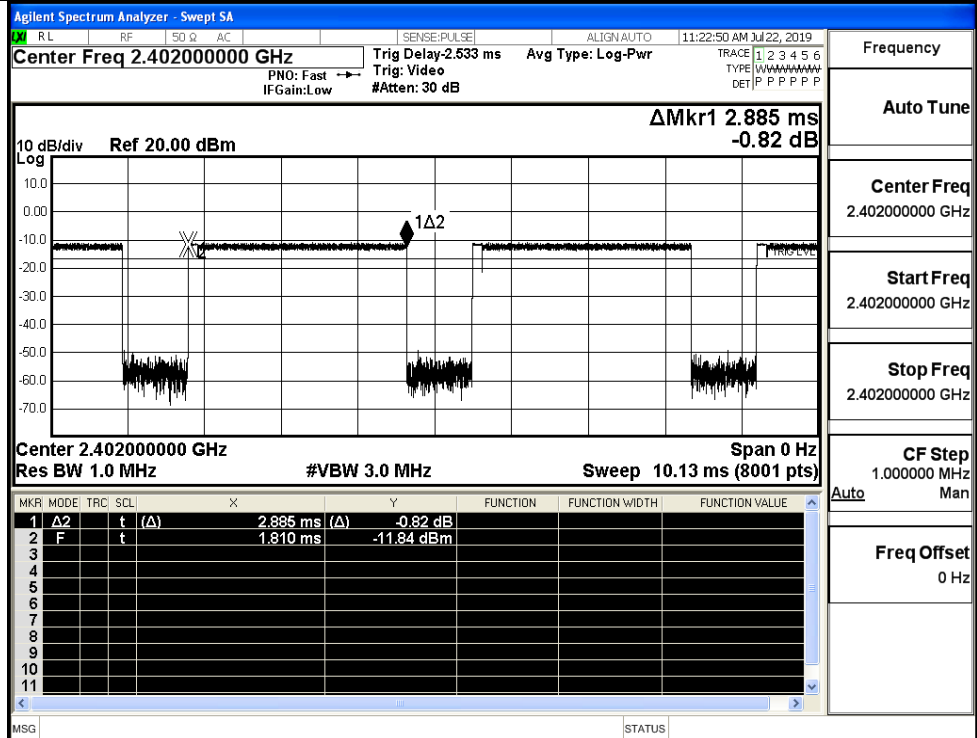 Agilent Spectrum Analyzer - Swept SA
LXI RL RF 50 Ω AC SENSE:PULSE ALIGN AUTO 11:22:50 AM Jul 22, 2019
Center Freq 2.402000000 GHz
PNO: Fast
IFGain:Low
Trig Delay-2.533 ms
Trig: Video
#Atten: 30 dB
Avg Type: Log-Pwr
TRACE 1 2 3 4 5 6
TYPE WWWWWW
DET P P P P P P
ΔMkr1 2.885 ms
-0.82 dB
10 dB/div Ref 20.00 dBm
Log
10.0
0.00
-10.0
-20.0
-30.0
-40.0
-50.0
-60.0
-70.0
1Δ2
2
TRIG LVL
Center 2.402000000 GHz Span 0 Hz
Res BW 1.0 MHz #VBW 3.0 MHz Sweep 10.13 ms (8001 pts)
MKR MODE TRC SCL X Y FUNCTION FUNCTION WIDTH FUNCTION VALUE
1 Δ2 t (Δ) 2.885 ms (Δ) -0.82 dB
2 F t 1.810 ms -11.84 dBm
3
4
5
6
7
8
9
10
11
MSG STATUS
Frequency
Auto Tune
Center Freq
2.402000000 GHz
Start Freq
2.402000000 GHz
Stop Freq
2.402000000 GHz
CF Step
1.000000 MHz
Auto Man
Freq Offset
0 Hz